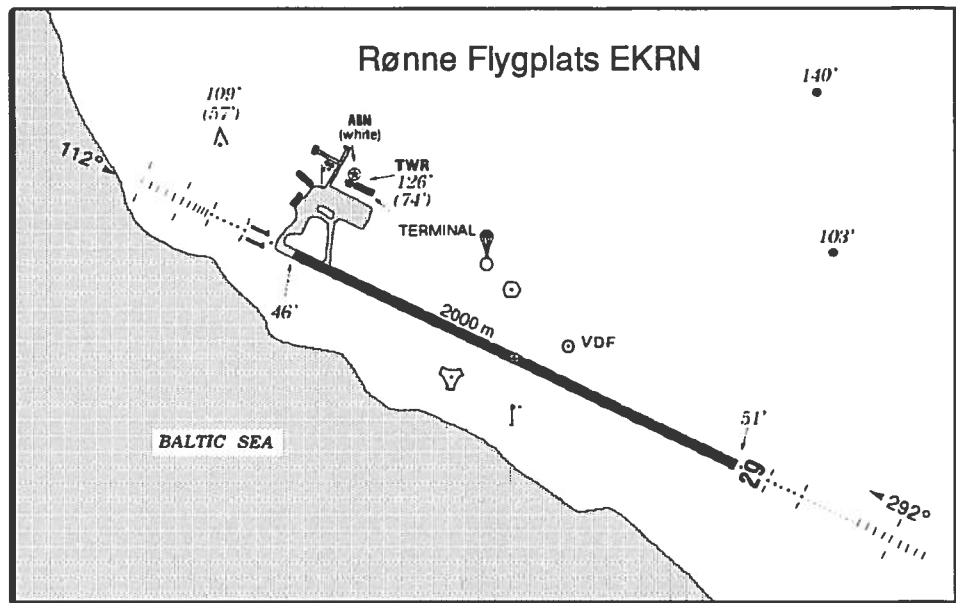 Rønne Flygplats EKRN
140'
109'
(57')
ABN
(white)
112°
TWR
126'
(74')
TERMINAL
103'
46'
2000 m
VDF
51'
BALTIC SEA
29
292°